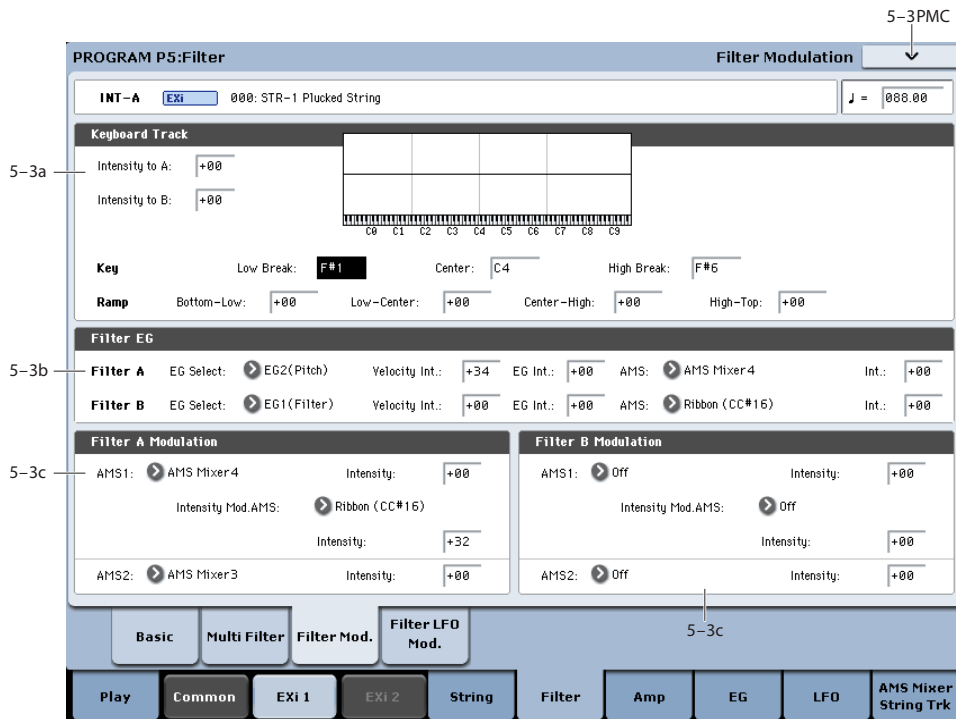 5–3PMC
PROGRAM P5:Filter Filter Modulation
INT-A EXi 000: STR-1 Plucked String ♩ = 088.00
Keyboard Track
5–3a Intensity to A: +00
Intensity to B: +00
C0 C1 C2 C3 C4 C5 C6 C7 C8 C9
Key Low Break: F#1 Center: C4 High Break: F#6
Ramp Bottom-Low: +00 Low-Center: +00 Center-High: +00 High-Top: +00
Filter EG
5–3b Filter A EG Select: EG2(Pitch) Velocity Int.: +34 EG Int.: +00 AMS: AMS Mixer4 Int.: +00
Filter B EG Select: EG1(Filter) Velocity Int.: +00 EG Int.: +00 AMS: Ribbon (CC#16) Int.: +00
Filter A Modulation Filter B Modulation
5–3c AMS1: AMS Mixer4 Intensity: +00 AMS1: Off Intensity: +00
Intensity Mod.AMS: Ribbon (CC#16) Intensity Mod.AMS: Off
Intensity: +32 Intensity: +00
AMS2: AMS Mixer3 Intensity: +00 AMS2: Off Intensity: +00
5–3c
Basic Multi Filter Filter Mod. Filter LFO Mod.
Play Common EXi 1 EXi 2 String Filter Amp EG LFO AMS Mixer String Trk